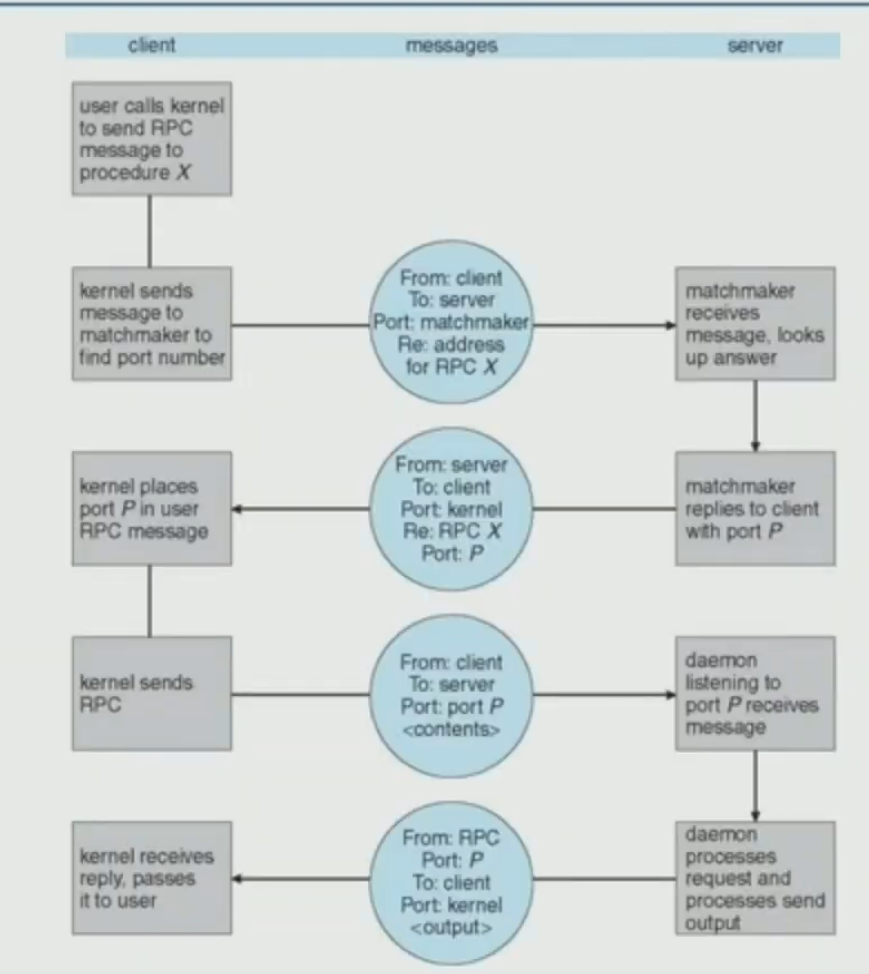 client
messages
server
user calls kernel
to send RPC
message to
procedure X
kernel sends
message to
matchmaker to
find port number
From: client
To: server
Port: matchmaker
Re: address
for RPC X
matchmaker
receives
message, looks
up answer
kernel places
port P in user
RPC message
From: server
To: client
Port: kernel
Re: RPC X
Port: P
matchmaker
replies to client
with port P
kernel sends
RPC
From: client
To: server
Port: port P
<contents>
daemon
listening to
port P receives
message
kernel receives
reply, passes
it to user
From: RPC
Port: P
To: client
Port: kernel
<output>
daemon
processes
request and
processes send
output